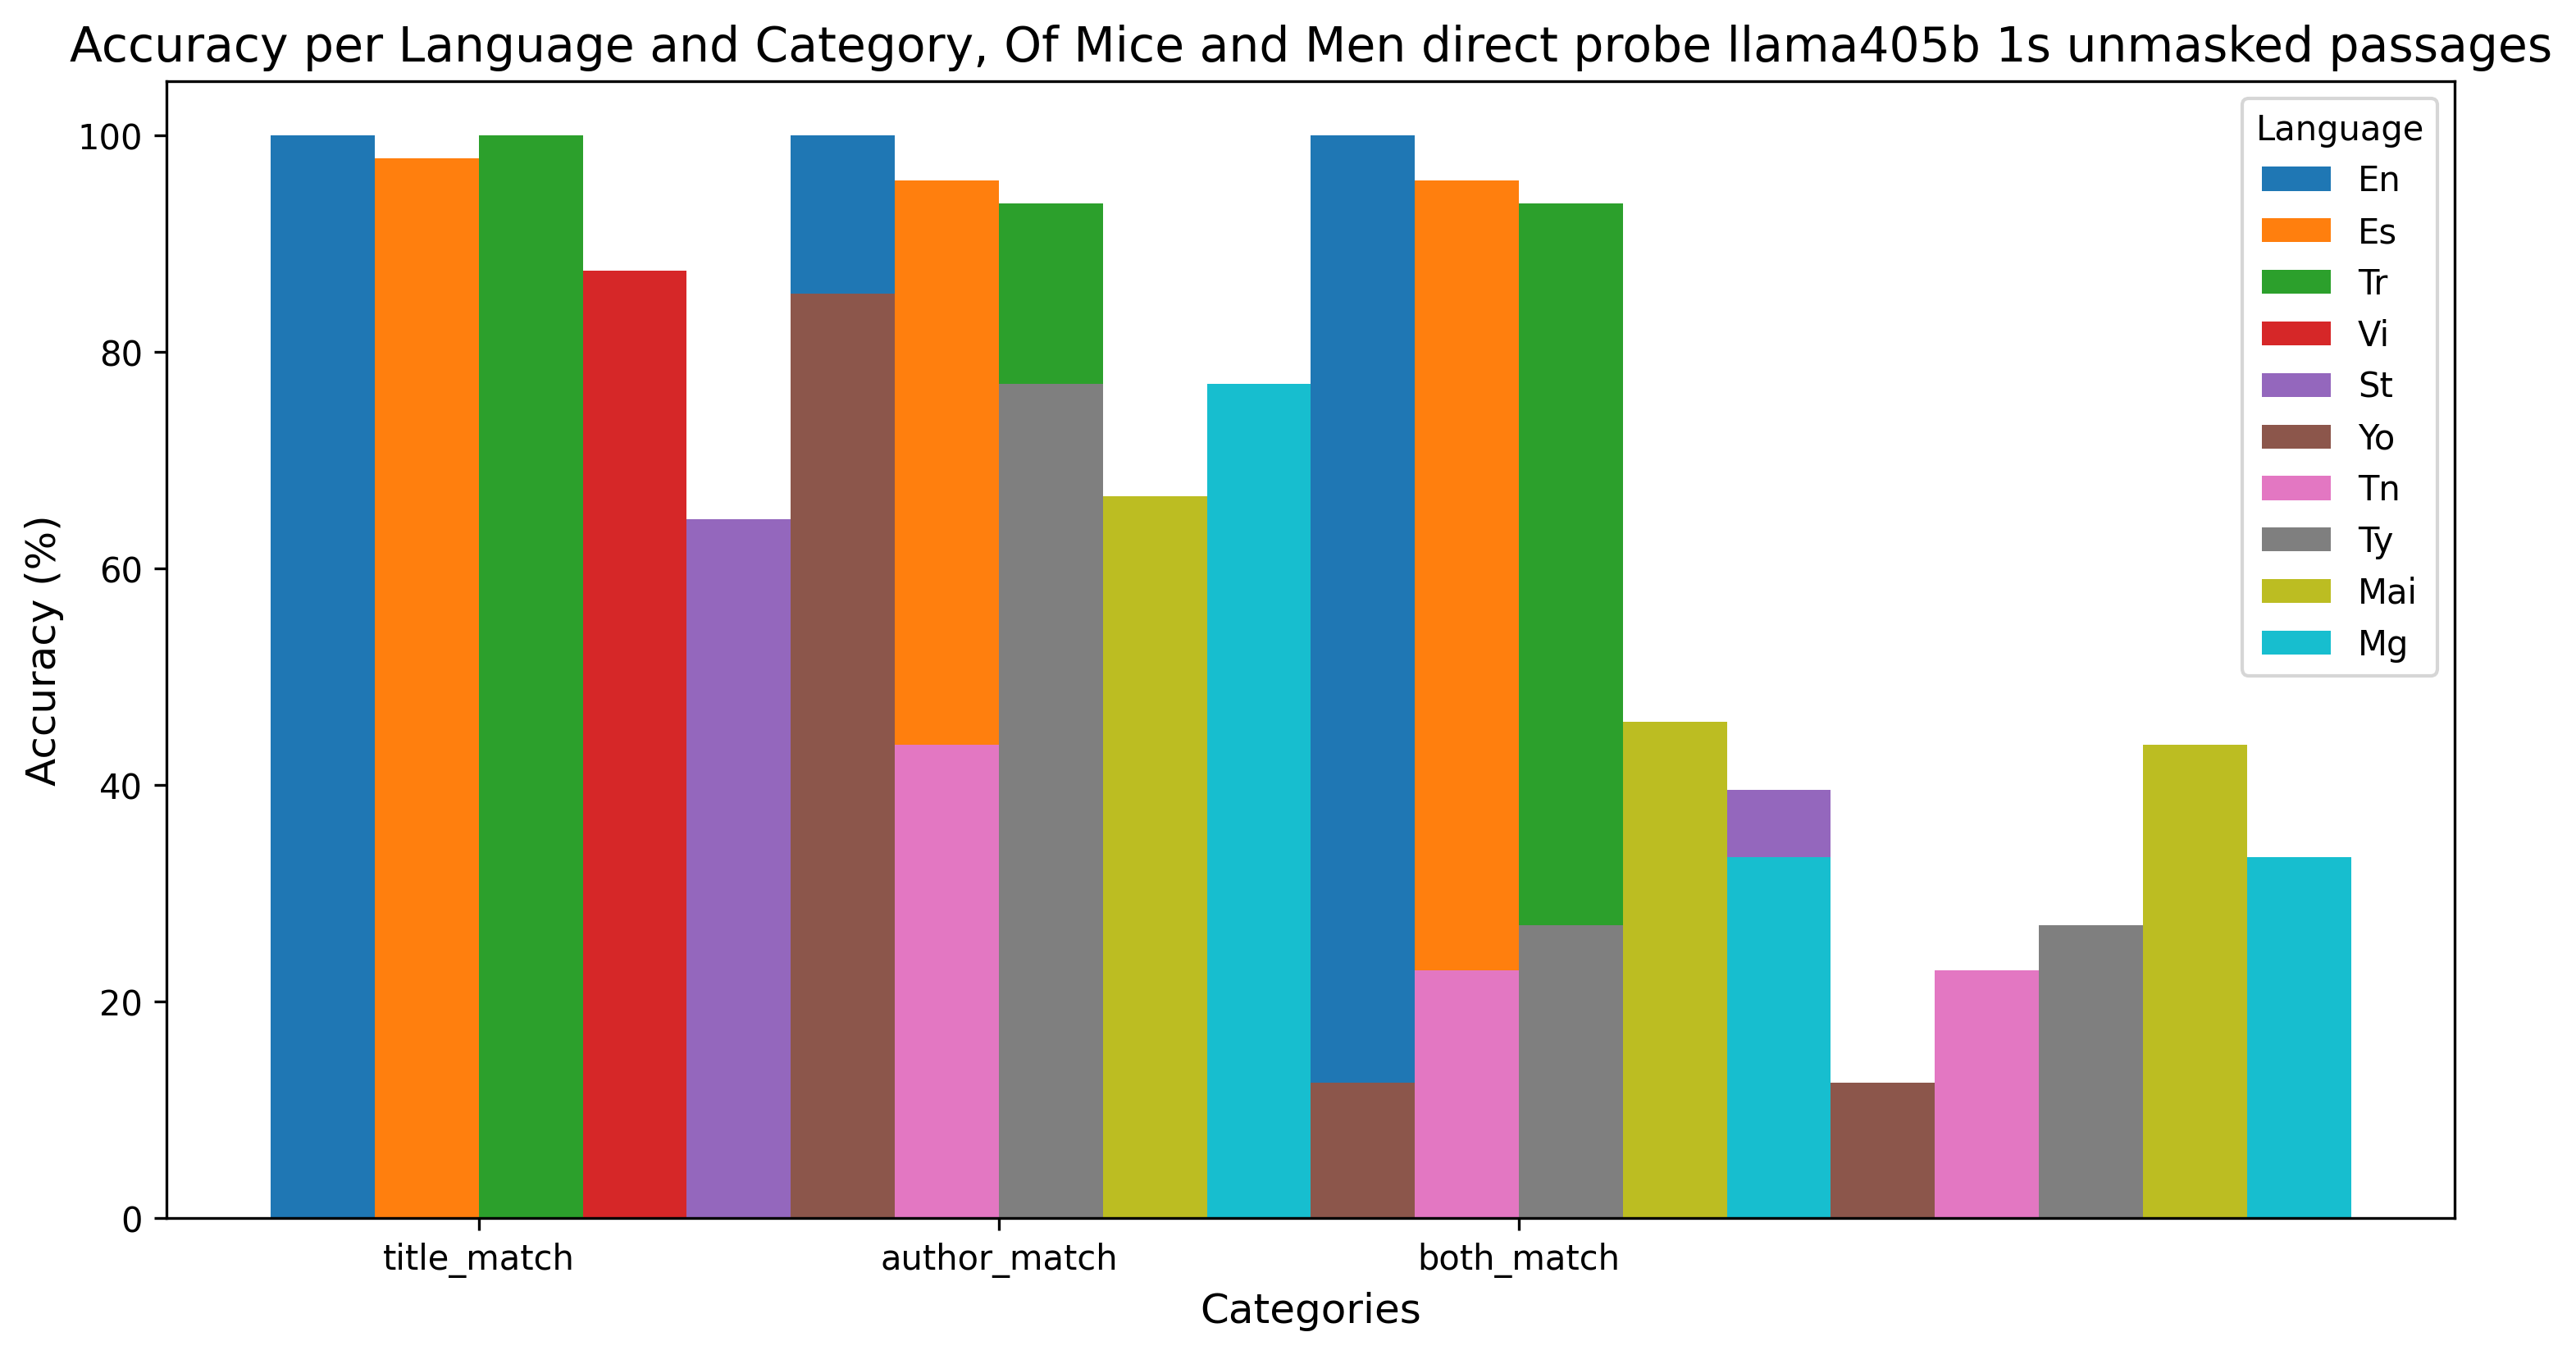 Accuracy per Language and Category, Of Mice and Men direct probe llama405b 1s unmasked passages
Accuracy (%)
100
80
60
40
20
0
Language
En
Es
Tr
Vi
St
Yo
Tn
Ty
Mai
Mg
title_match
author_match
both_match
Categories